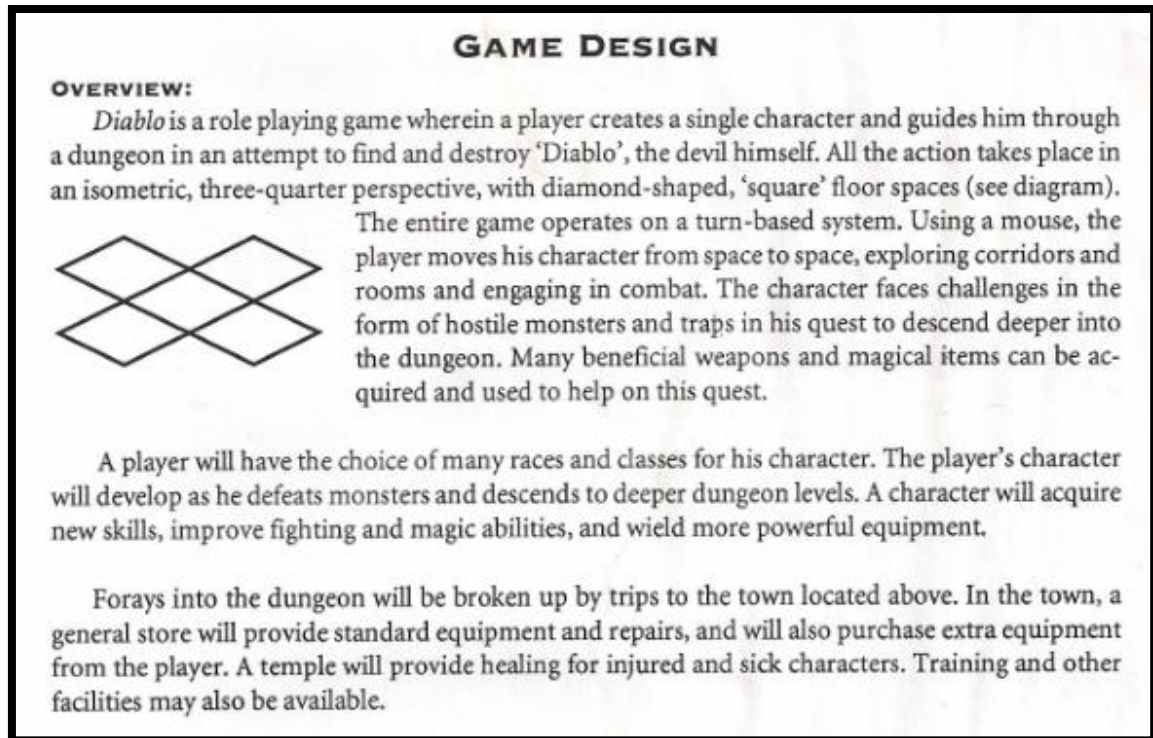 GAME DESIGN
OVERVIEW:
Diablo is a role playing game wherein a player creates a single character and guides him through
a dungeon in an attempt to find and destroy ‘Diablo’, the devil himself. All the action takes place in
an isometric, three-quarter perspective, with diamond-shaped, ‘square’ floor spaces (see diagram).
The entire game operates on a turn-based system. Using a mouse, the
player moves his character from space to space, exploring corridors and
rooms and engaging in combat. The character faces challenges in the
form of hostile monsters and traps in his quest to descend deeper into
the dungeon. Many beneficial weapons and magical items can be ac-
quired and used to help on this quest.
A player will have the choice of many races and classes for his character. The player’s character
will develop as he defeats monsters and descends to deeper dungeon levels. A character will acquire
new skills, improve fighting and magic abilities, and wield more powerful equipment.
Forays into the dungeon will be broken up by trips to the town located above. In the town, a
general store will provide standard equipment and repairs, and will also purchase extra equipment
from the player. A temple will provide healing for injured and sick characters. Training and other
facilities may also be available.